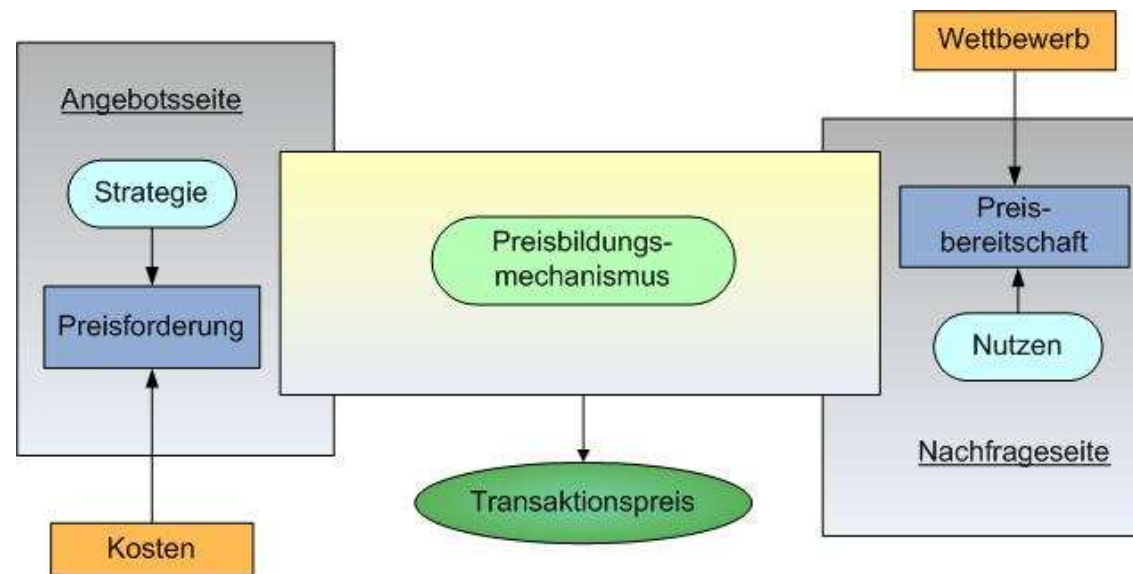 Wettbewerb
Angebotsseite
Strategie
Preisforderung
Kosten
Preisbildungs-
mechanismus
Transaktionspreis
Preis-
bereitschaft
Nutzen
Nachfrageseite